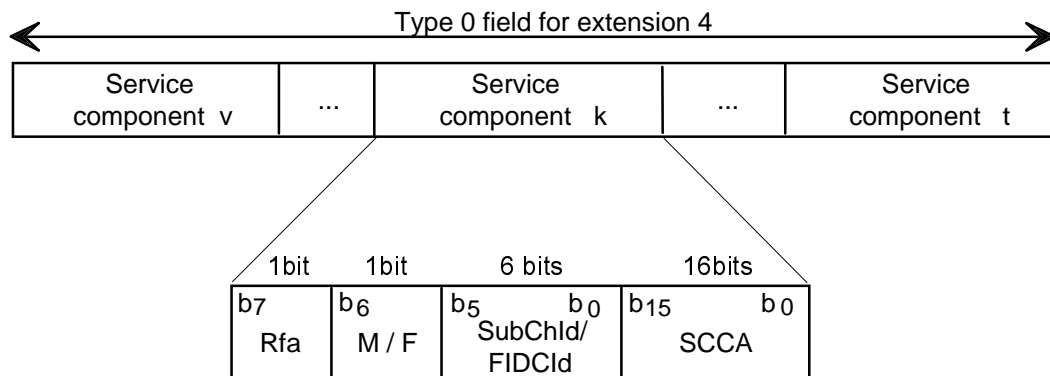 Type 0 field for extension 4
Service component v
...
Service component k
...
Service component t
1bit 1bit 6 bits 16bits
b7 b6 b5 b0 b15 b0
Rfa M / F SubChId/ FIDCId SCCA